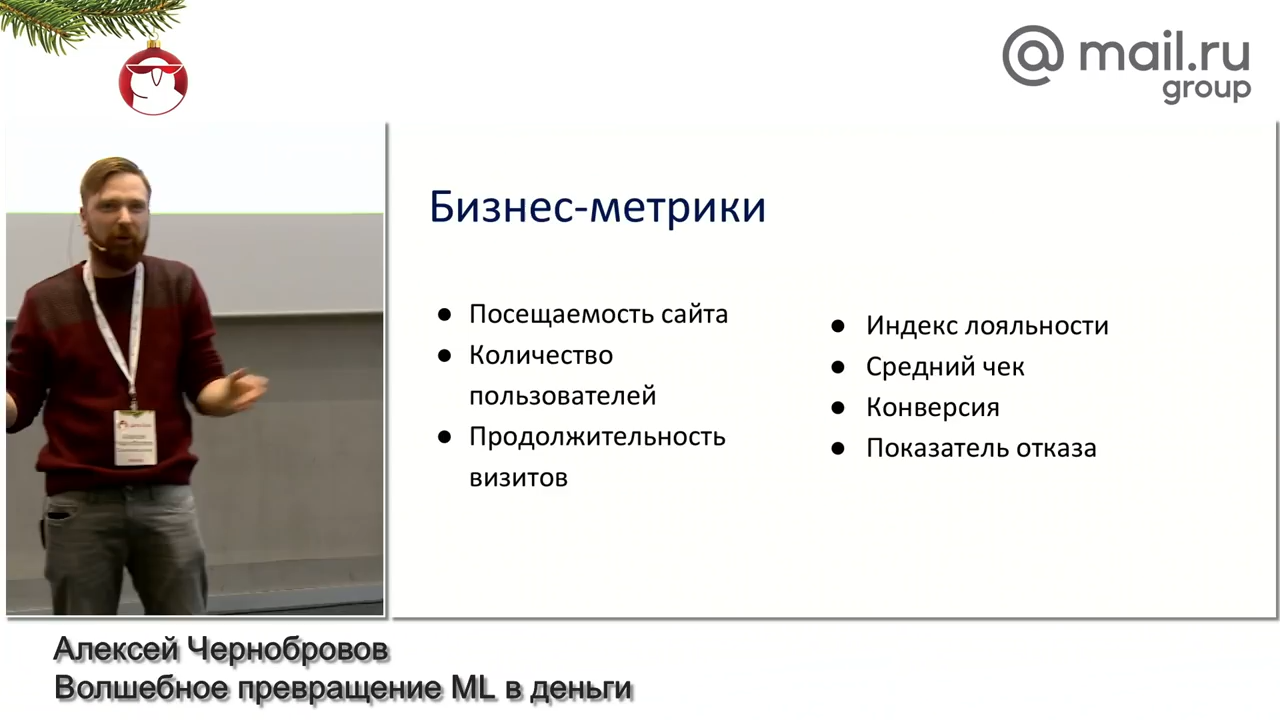 @ mail.ru
group
Бизнес-метрики
● Посещаемость сайта
● Количество
пользователей
● Продолжительность
визитов
● Индекс лояльности
● Средний чек
● Конверсия
● Показатель отказа
Алексей Чернобровов
Волшебное превращение ML в деньги